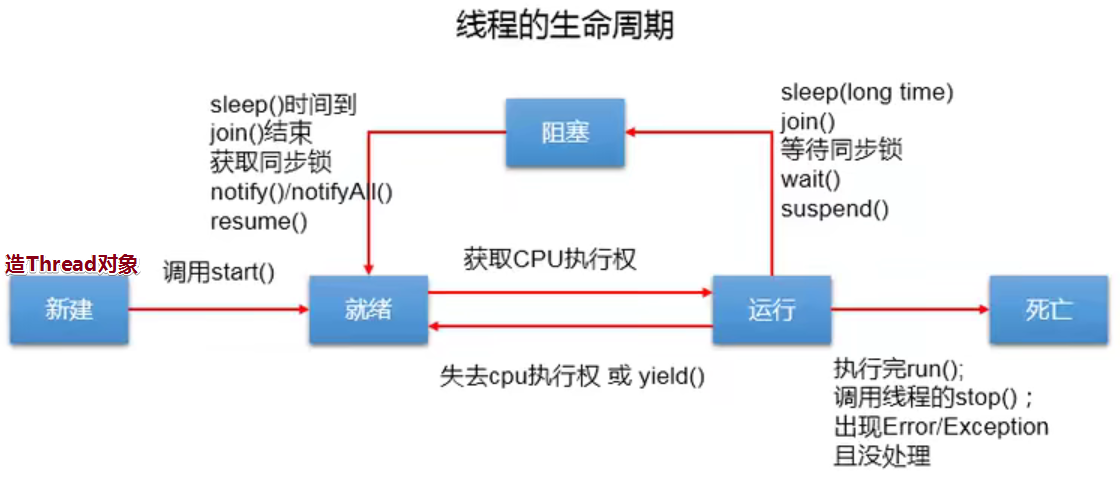 线程的生命周期
sleep()时间到
join()结束
获取同步锁
notify()/notifyAll()
resume()
阻塞
sleep(long time)
join()
等待同步锁
wait()
suspend()
造Thread对象
新建
调用start()
就绪
获取CPU执行权
失去cpu执行权 或 yield()
运行
死亡
执行完run();
调用线程的stop() ;
出现Error/Exception
且没处理